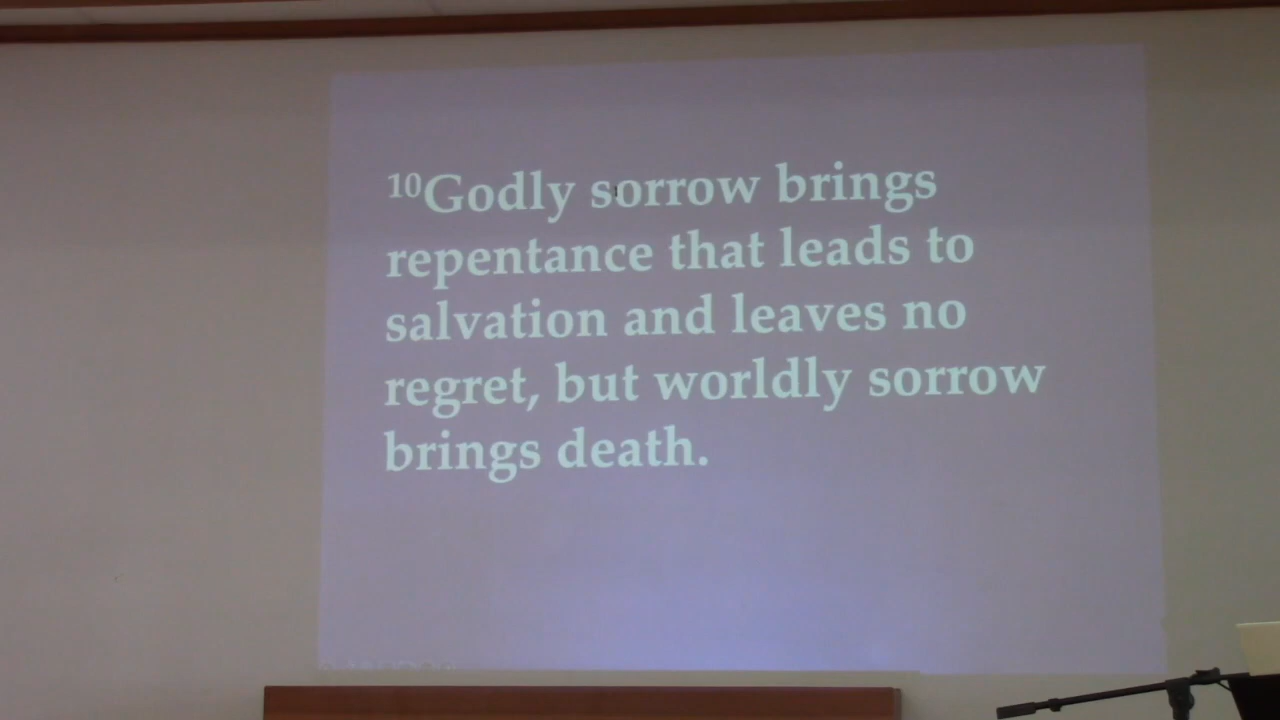 10Godly sorrow brings
repentance that leads to
salvation and leaves no
regret, but worldly sorrow
brings death.